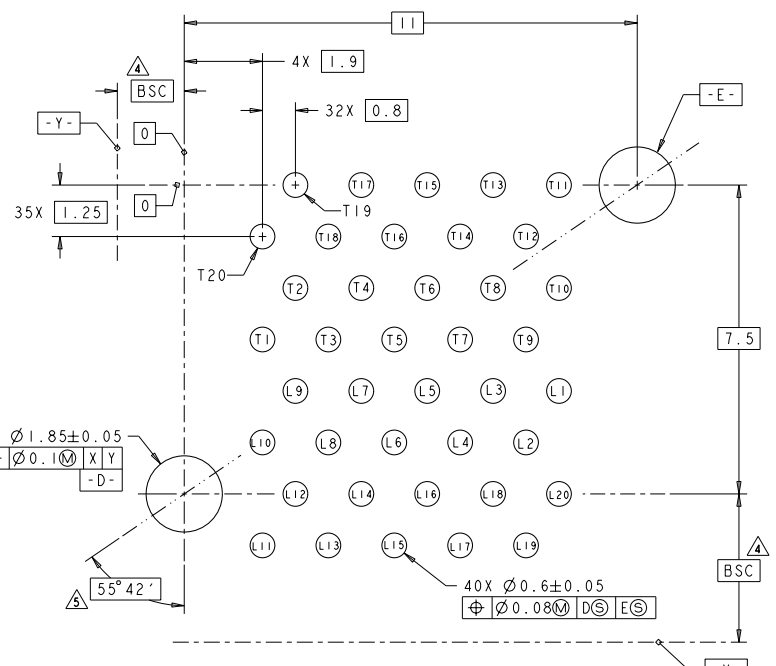 11
4X 1.9
4
BSC
32X 0.8
-E-
-Y-
0
T17 T15 T13 T11
0
T19
35X 1.25
T18 T16 T14 T12
T20
T2 T4 T6 T8 T10
T1 T3 T5 T7 T9
7.5
L9 L7 L5 L3 L1
Ø1.85±0.05
Ø0.1Ⓜ X Y
-D-
L10 L8 L6 L4 L2
L12 L14 L16 L18 L20
L11 L13 L15 L17 L19
4
BSC
55°42′
5
40X Ø0.6±0.05
⌖ Ø0.08Ⓜ DⓈ EⓈ